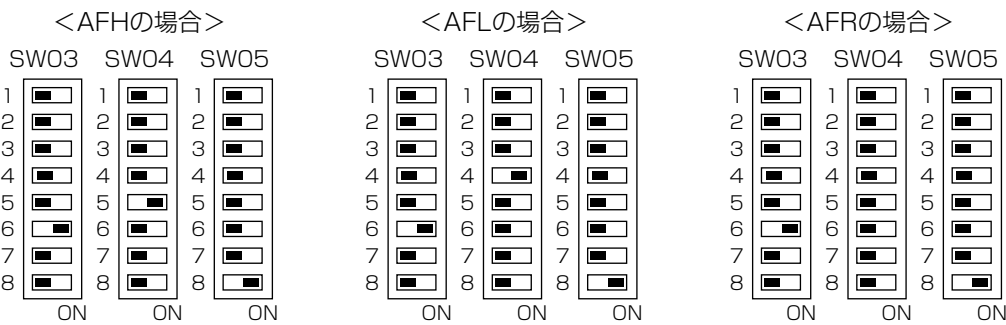 ＜AFHの場合＞ ＜AFLの場合＞ ＜AFRの場合＞
SW03 SW04 SW05 SW03 SW04 SW05 SW03 SW04 SW05
1 1 1 1 1 1 1 1 1
2 2 2 2 2 2 2 2 2
3 3 3 3 3 3 3 3 3
4 4 4 4 4 4 4 4 4
5 5 5 5 5 5 5 5 5
6 6 6 6 6 6 6 6 6
7 7 7 7 7 7 7 7 7
8 8 8 8 8 8 8 8 8
ON ON ON ON ON ON ON ON ON